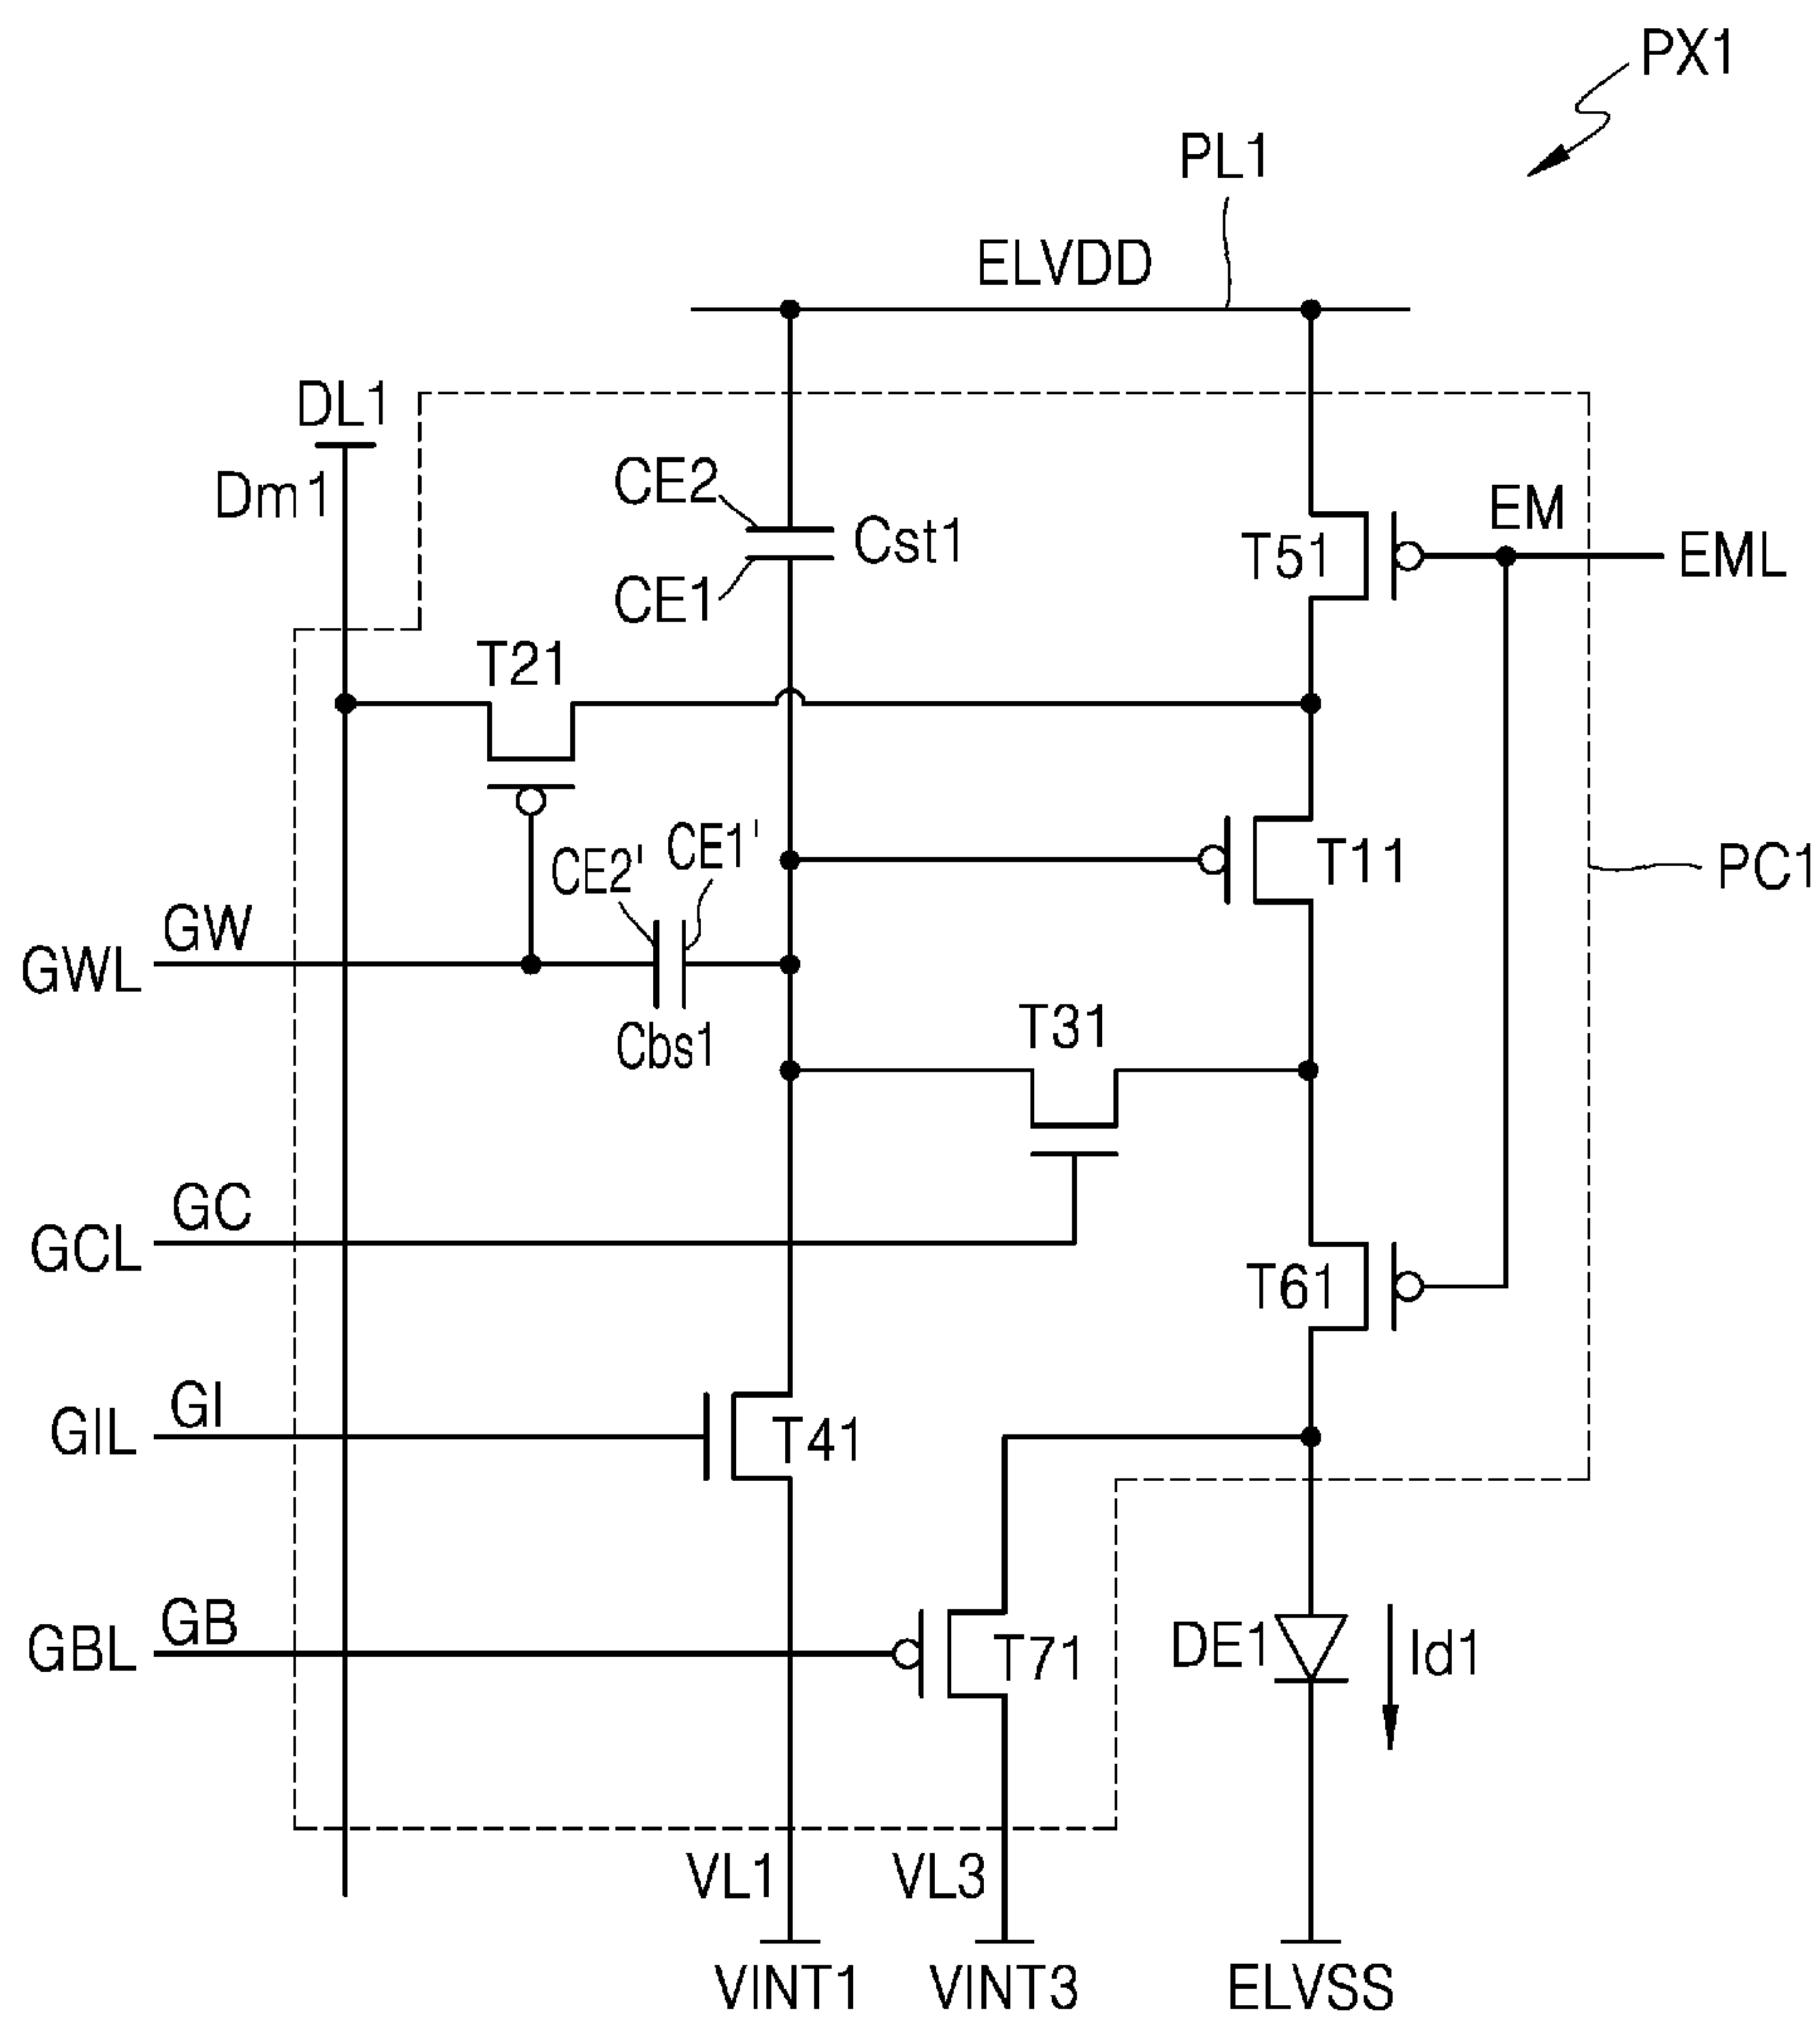 PX1
PL1
ELVDD
DL1
Dm1
CE2
Cst1
CE1
EM
EML
T51
T21
CE2'
CE1'
T11
PC1
GW
GWL
Cbs1
T31
GC
GCL
T61
GI
GIL
T41
GB
GBL
T71
DE1
Id1
VL1
VL3
VINT1
VINT3
ELVSS